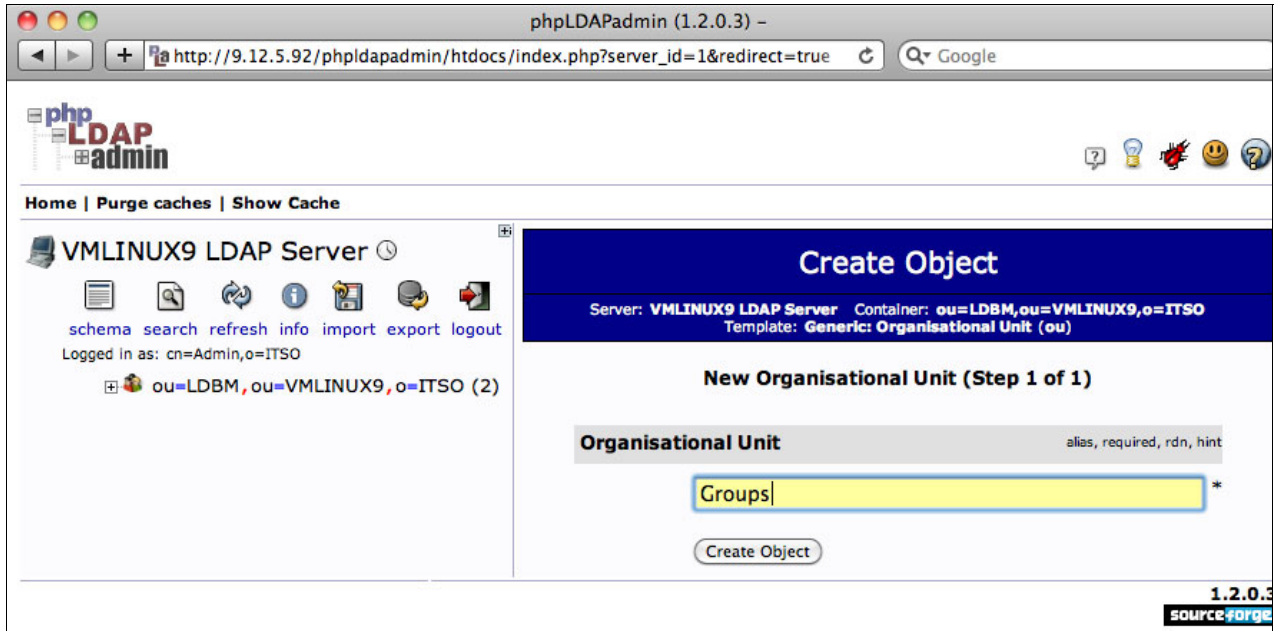 phpLDAPadmin (1.2.0.3) –
http://9.12.5.92/phpldapadmin/htdocs/index.php?server_id=1&redirect=true
Google
php
LDAP
admin
Home | Purge caches | Show Cache
VMLINUX9 LDAP Server
schema search refresh info import export logout
Logged in as: cn=Admin,o=ITSO
ou=LDBM,ou=VMLINUX9,o=ITSO (2)
Create Object
Server: VMLINUX9 LDAP Server Container: ou=LDBM,ou=VMLINUX9,o=ITSO
Template: Generic: Organisational Unit (ou)
New Organisational Unit (Step 1 of 1)
Organisational Unit alias, required, rdn, hint
Groups *
Create Object
1.2.0.3
sourceforge